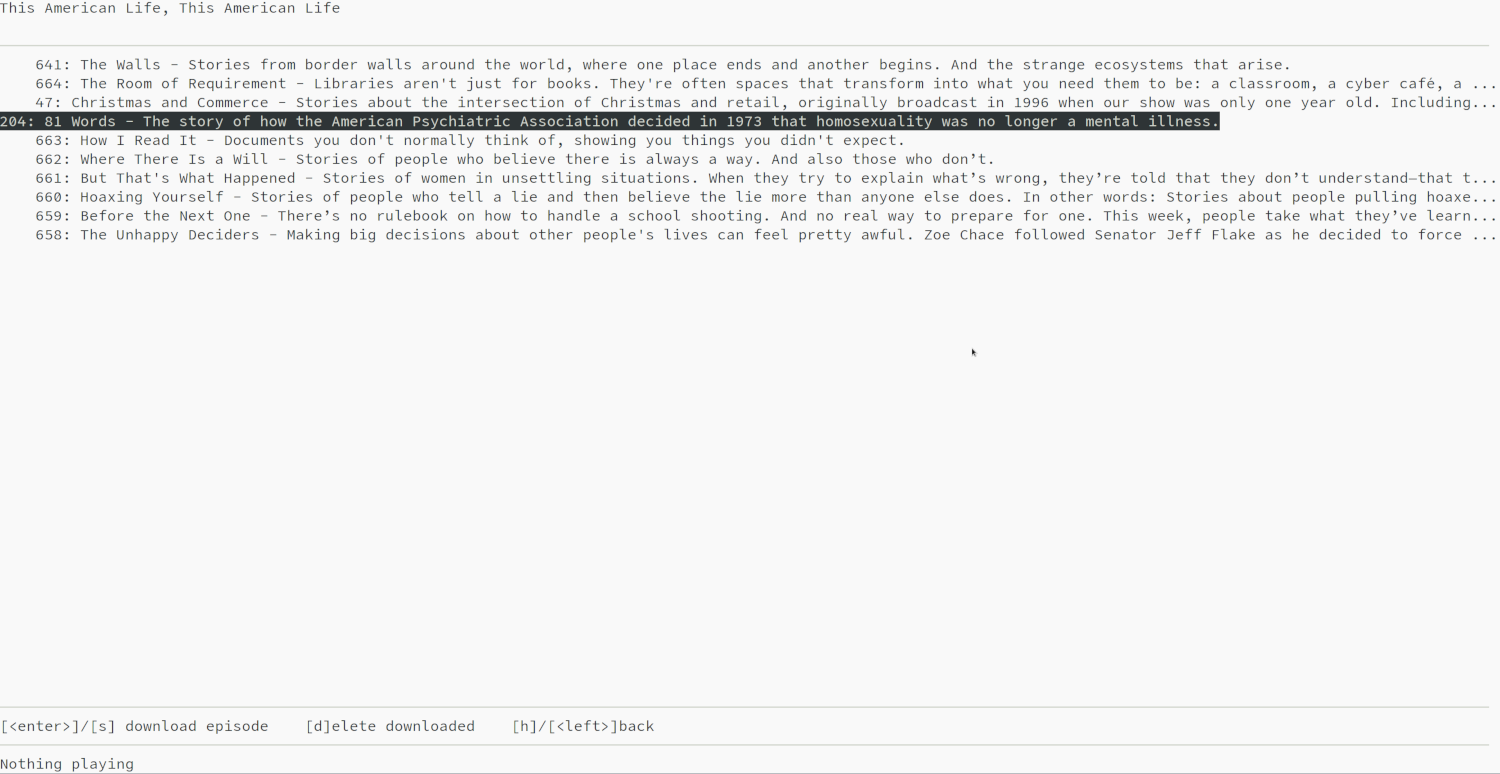 This American Life, This American Life
641: The Walls - Stories from border walls around the world, where one place ends and another begins. And the strange ecosystems that arise.
664: The Room of Requirement - Libraries aren't just for books. They're often spaces that transform into what you need them to be: a classroom, a cyber café, a ...
47: Christmas and Commerce - Stories about the intersection of Christmas and retail, originally broadcast in 1996 when our show was only one year old. Including...
204: 81 Words - The story of how the American Psychiatric Association decided in 1973 that homosexuality was no longer a mental illness.
663: How I Read It - Documents you don't normally think of, showing you things you didn't expect.
662: Where There Is a Will - Stories of people who believe there is always a way. And also those who don’t.
661: But That's What Happened - Stories of women in unsettling situations. When they try to explain what’s wrong, they’re told that they don’t understand—that t...
660: Hoaxing Yourself - Stories of people who tell a lie and then believe the lie more than anyone else does. In other words: Stories about people pulling hoaxe...
659: Before the Next One - There’s no rulebook on how to handle a school shooting. And no real way to prepare for one. This week, people take what they’ve learn...
658: The Unhappy Deciders - Making big decisions about other people's lives can feel pretty awful. Zoe Chace followed Senator Jeff Flake as he decided to force ...
[<enter>]/[s] download episode    [d]elete downloaded    [h]/[<left>]back
Nothing playing